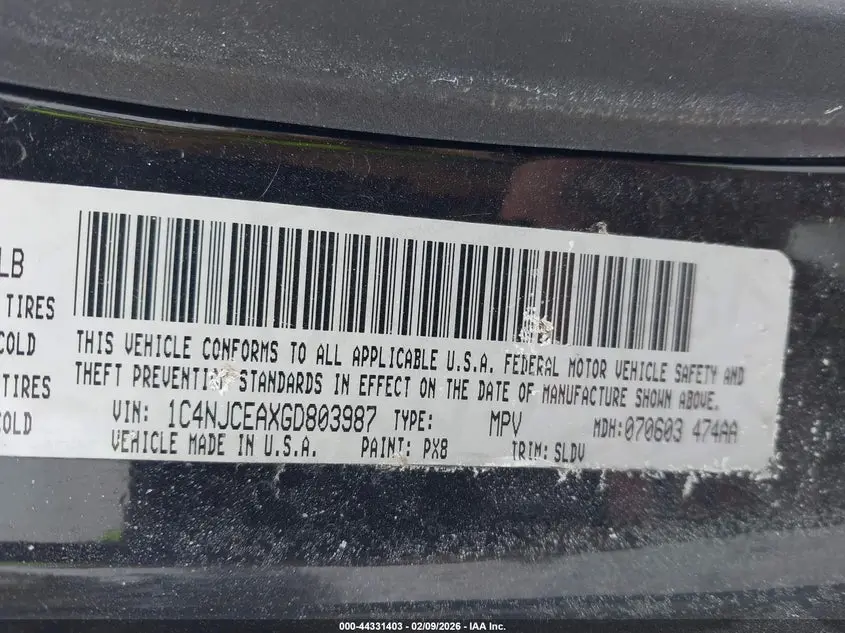 LB
TIRES
COLD
TIRES
COLD
THIS VEHICLE CONFORMS TO ALL APPLICABLE U.S.A. FEDERAL MOTOR VEHICLE SAFETY AND
THEFT PREVENTION STANDARDS IN EFFECT ON THE DATE OF MANUFACTURE SHOWN ABOVE.
VIN: 1C4NJCEAXGD803987 TYPE: MPV MDH:070603 474AA
VEHICLE MADE IN U.S.A. PAINT: PX8 TRIM: SLDV
000-44331403 - 02/09/2026 - IAA Inc.